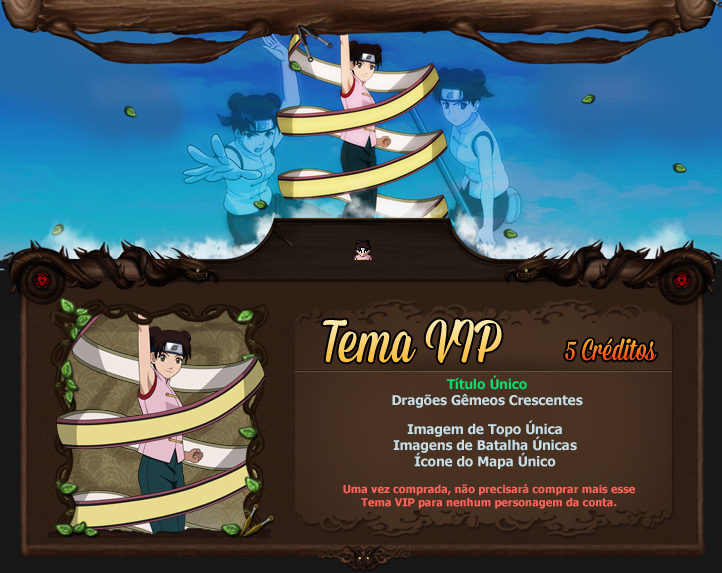 Tema VIP
5 Créditos
Título Único
Dragões Gêmeos Crescentes
Imagem de Topo Única
Imagens de Batalha Únicas
Ícone do Mapa Único
Uma vez comprada, não precisará comprar mais esse
Tema VIP para nenhum personagem da conta.